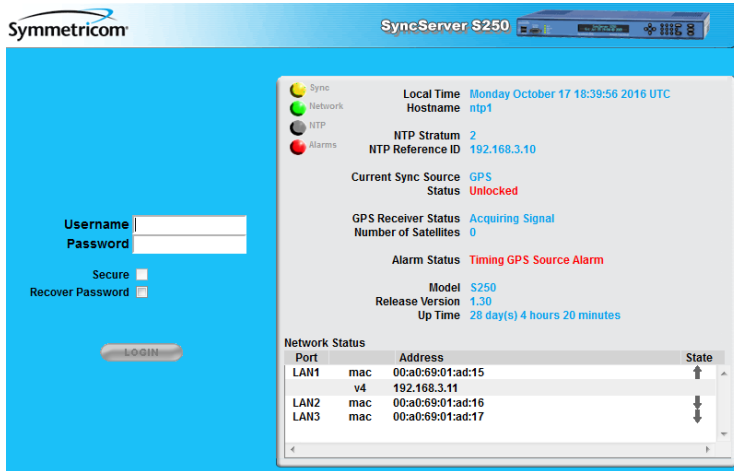 Symmetricom
SyncServer S250
Sync
Network
NTP
Alarms
Local Time Monday October 17 18:39:56 2016 UTC
Hostname ntp1
NTP Stratum 2
NTP Reference ID 192.168.3.10
Current Sync Source GPS
Status Unlocked
GPS Receiver Status Acquiring Signal
Number of Satellites 0
Alarm Status Timing GPS Source Alarm
Model S250
Release Version 1.30
Up Time 28 day(s) 4 hours 20 minutes
Username
Password
Secure
Recover Password
LOGIN
Network Status
Port Address State
LAN1 mac 00:a0:69:01:ad:15
v4 192.168.3.11
LAN2 mac 00:a0:69:01:ad:16
LAN3 mac 00:a0:69:01:ad:17